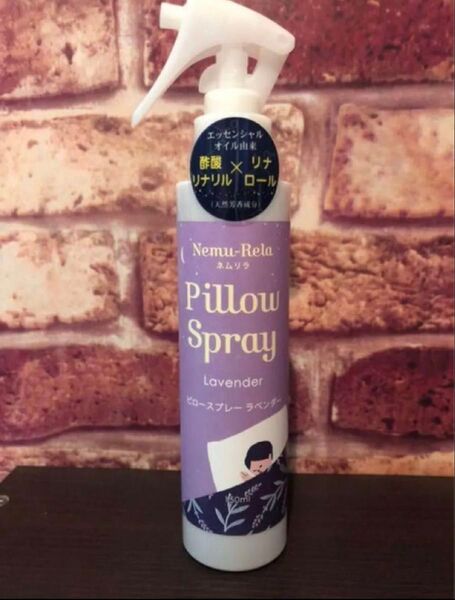 エッセンシャル
オイル由来
酢酸
リナリル
×
リナ
ロール
(天然芳香成分)
Nemu-Rela
ネムリラ
Pillow
Spray
Lavender
ピロースプレー ラベンダー
150ml